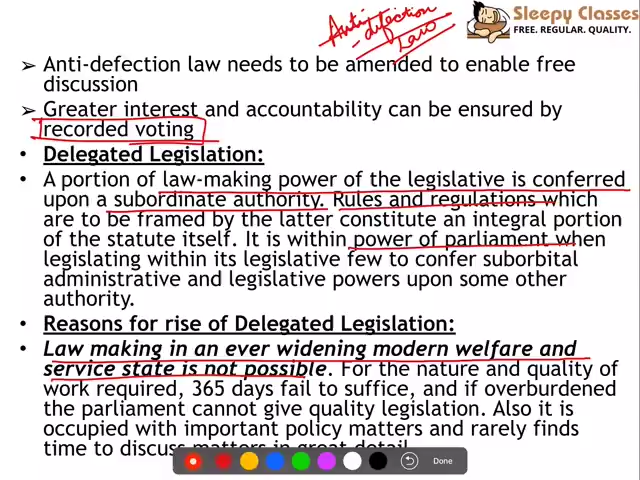 Anti-defection Law
Sleepy Classes
FREE. REGULAR. QUALITY.
➢ Anti-defection law needs to be amended to enable free
discussion
➢ Greater interest and accountability can be ensured by
recorded voting
• Delegated Legislation:
• A portion of law-making power of the legislative is conferred
upon a subordinate authority. Rules and regulations which
are to be framed by the latter constitute an integral portion
of the statute itself. It is within power of parliament when
legislating within its legislative few to confer suborbital
administrative and legislative powers upon some other
authority.
• Reasons for rise of Delegated Legislation:
• Law making in an ever widening modern welfare and
service state is not possible. For the nature and quality of
work required, 365 days fail to suffice, and if overburdened
the parliament cannot give quality legislation. Also it is
occupied with important policy matters and rarely finds
time to discuss matters in great detail
Done